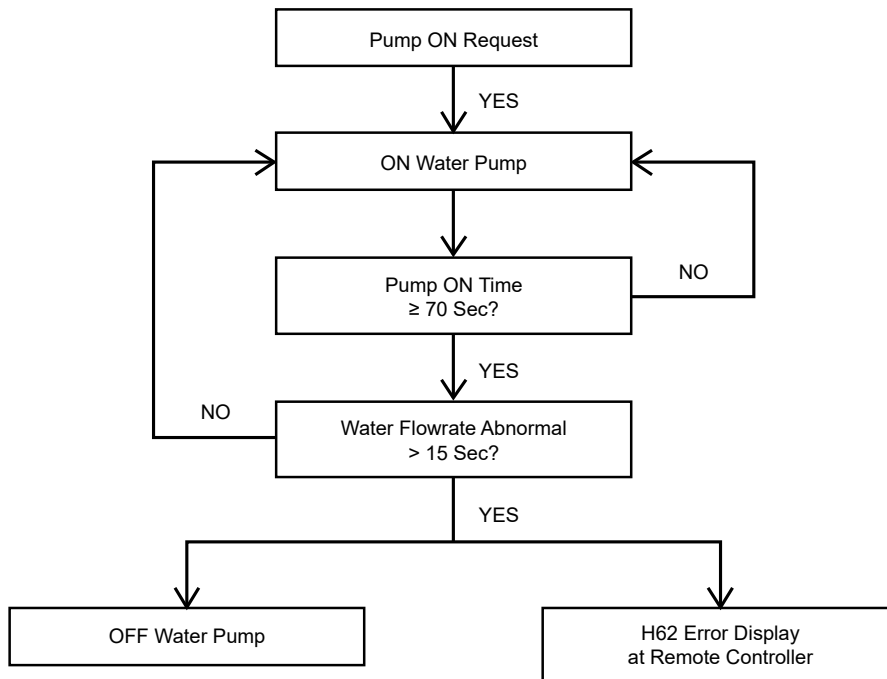 Pump ON Request
YES
ON Water Pump
Pump ON Time
≥ 70 Sec?
NO
YES
Water Flowrate Abnormal
> 15 Sec?
NO
YES
OFF Water Pump
H62 Error Display
at Remote Controller